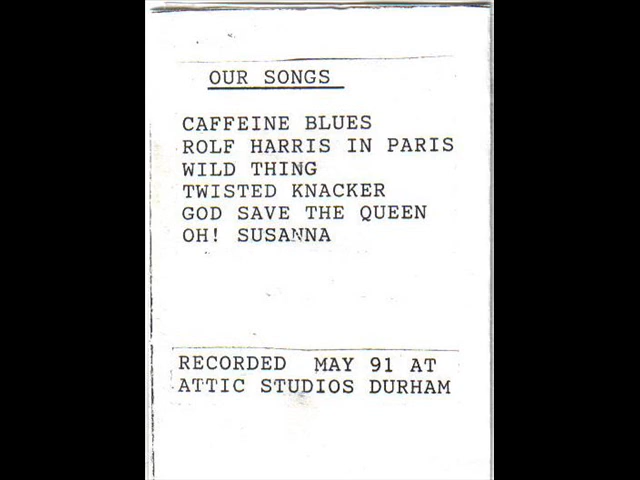 OUR SONGS
CAFFEINE BLUES
ROLF HARRIS IN PARIS
WILD THING
TWISTED KNACKER
GOD SAVE THE QUEEN
OH! SUSANNA
RECORDED MAY 91 AT
ATTIC STUDIOS DURHAM